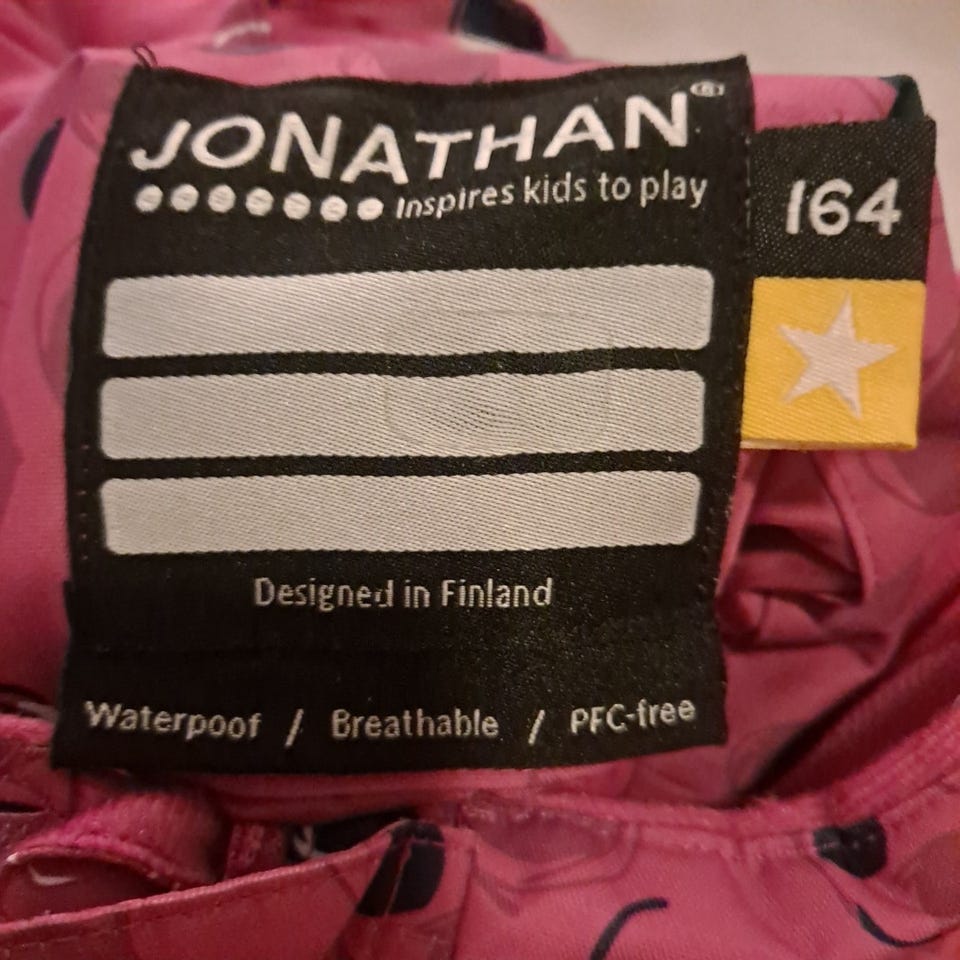 JONATHAN®
Inspires kids to play
164
Designed in Finland
Waterpoof / Breathable / PFC-free